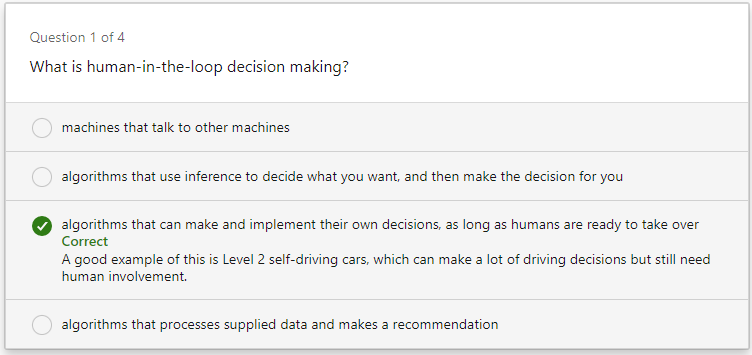 Question 1 of 4
What is human-in-the-loop decision making?
machines that talk to other machines
algorithms that use inference to decide what you want, and then make the decision for you
algorithms that can make and implement their own decisions, as long as humans are ready to take over
Correct
A good example of this is Level 2 self-driving cars, which can make a lot of driving decisions but still need
human involvement.
algorithms that processes supplied data and makes a recommendation